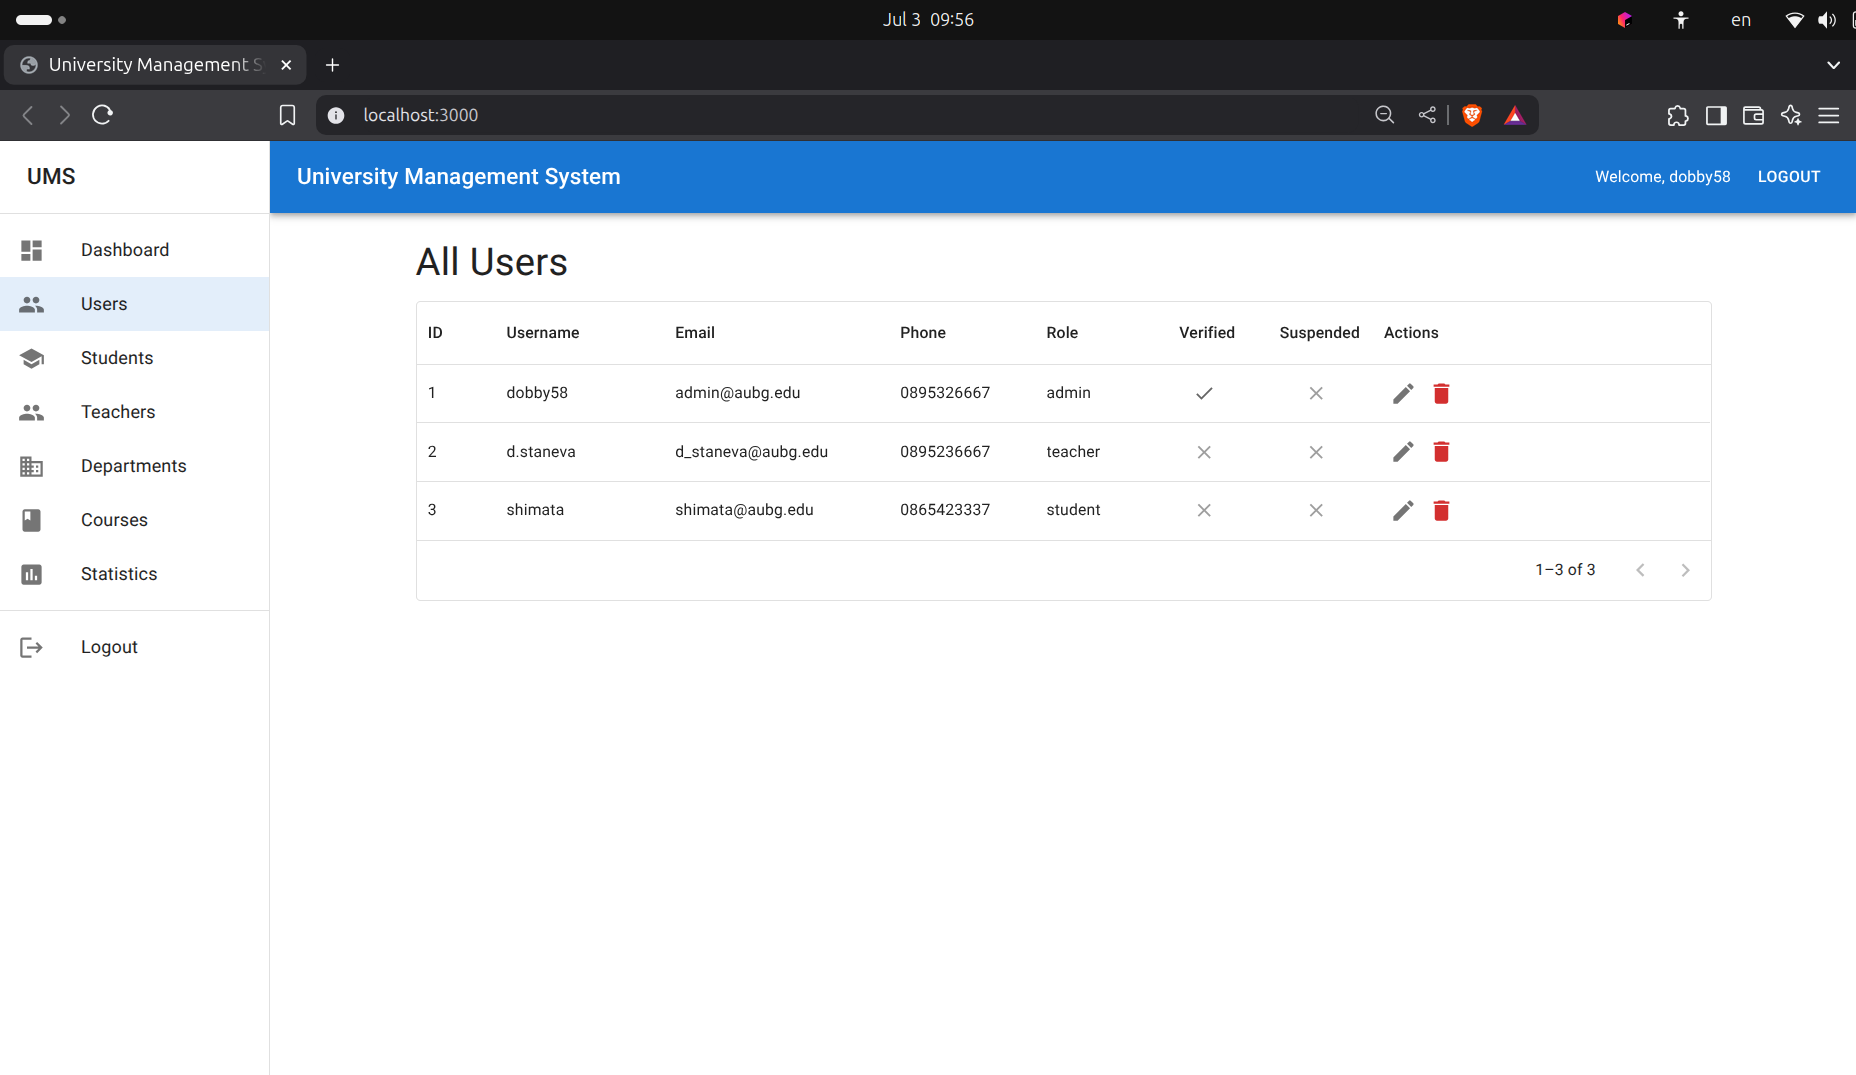 Jul 3 09:56
en
University Management S
localhost:3000
UMS
University Management System
Welcome, dobby58
LOGOUT
Dashboard
Users
Students
Teachers
Departments
Courses
Statistics
Logout
All Users
ID Username Email Phone Role Verified Suspended Actions
1 dobby58 admin@aubg.edu 0895326667 admin
2 d.staneva d_staneva@aubg.edu 0895236667 teacher
3 shimata shimata@aubg.edu 0865423337 student
1–3 of 3